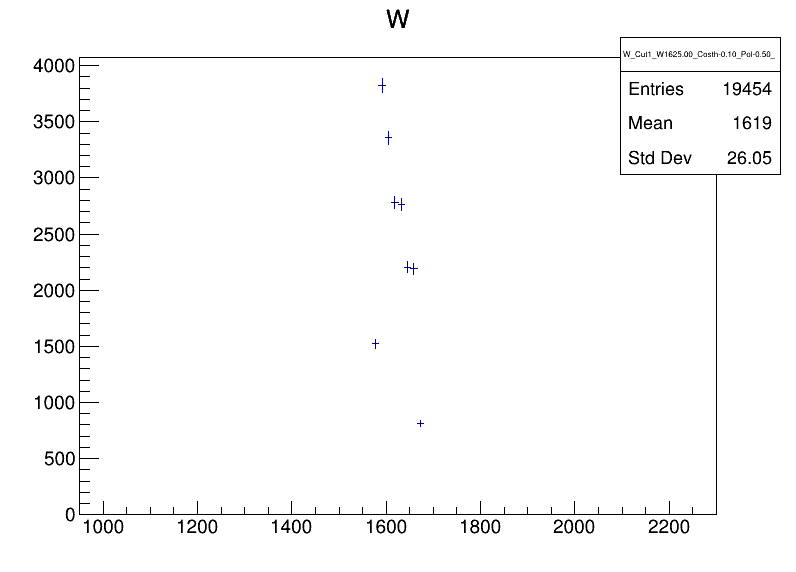 W
W_Cut1_W1625.00_Costh-0.10_Pol-0.50_
Entries 19454
Mean 1619
Std Dev 26.05
4000
3500
3000
2500
2000
1500
1000
500
0
1000 1200 1400 1600 1800 2000 2200